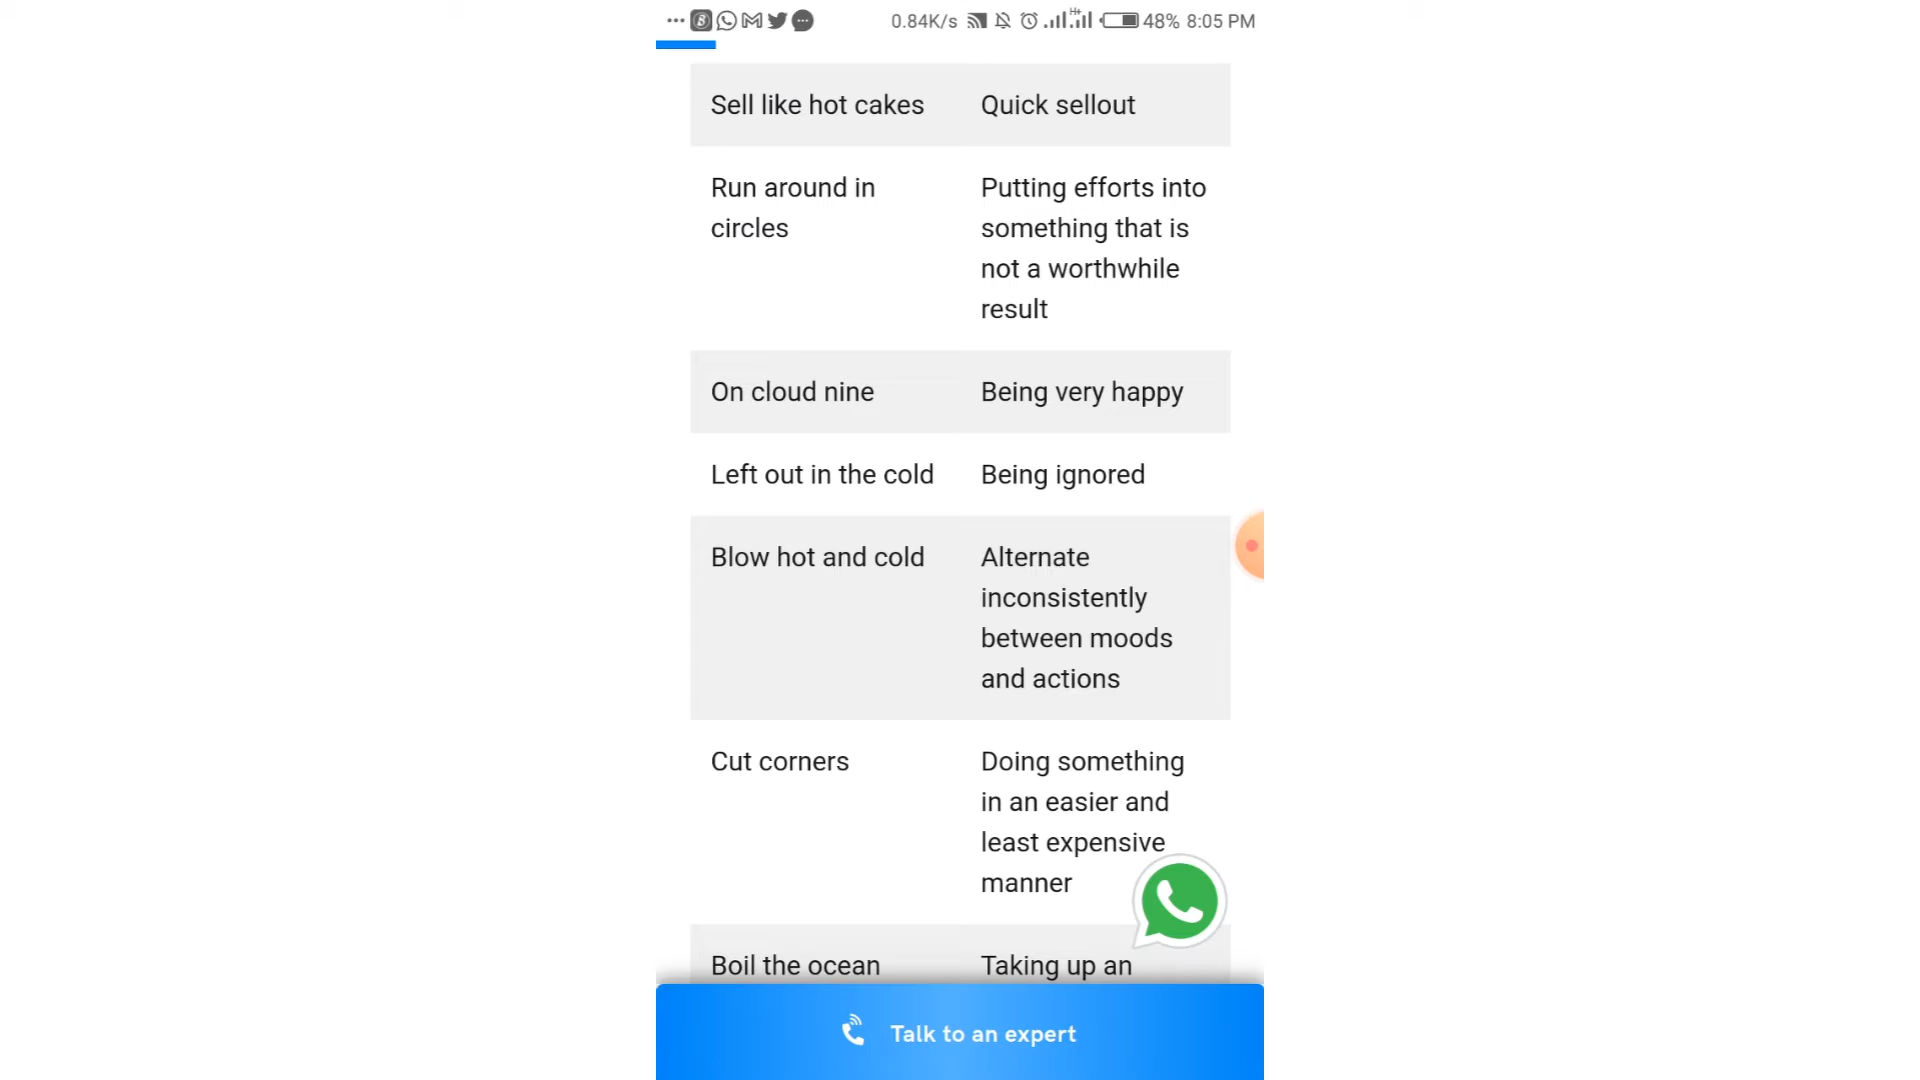 0.84K/s 48% 8:05 PM
Sell like hot cakes
Quick sellout
Run around in
circles
Putting efforts into
something that is
not a worthwhile
result
On cloud nine
Being very happy
Left out in the cold
Being ignored
Blow hot and cold
Alternate
inconsistently
between moods
and actions
Cut corners
Doing something
in an easier and
least expensive
manner
Boil the ocean
Taking up an
Talk to an expert